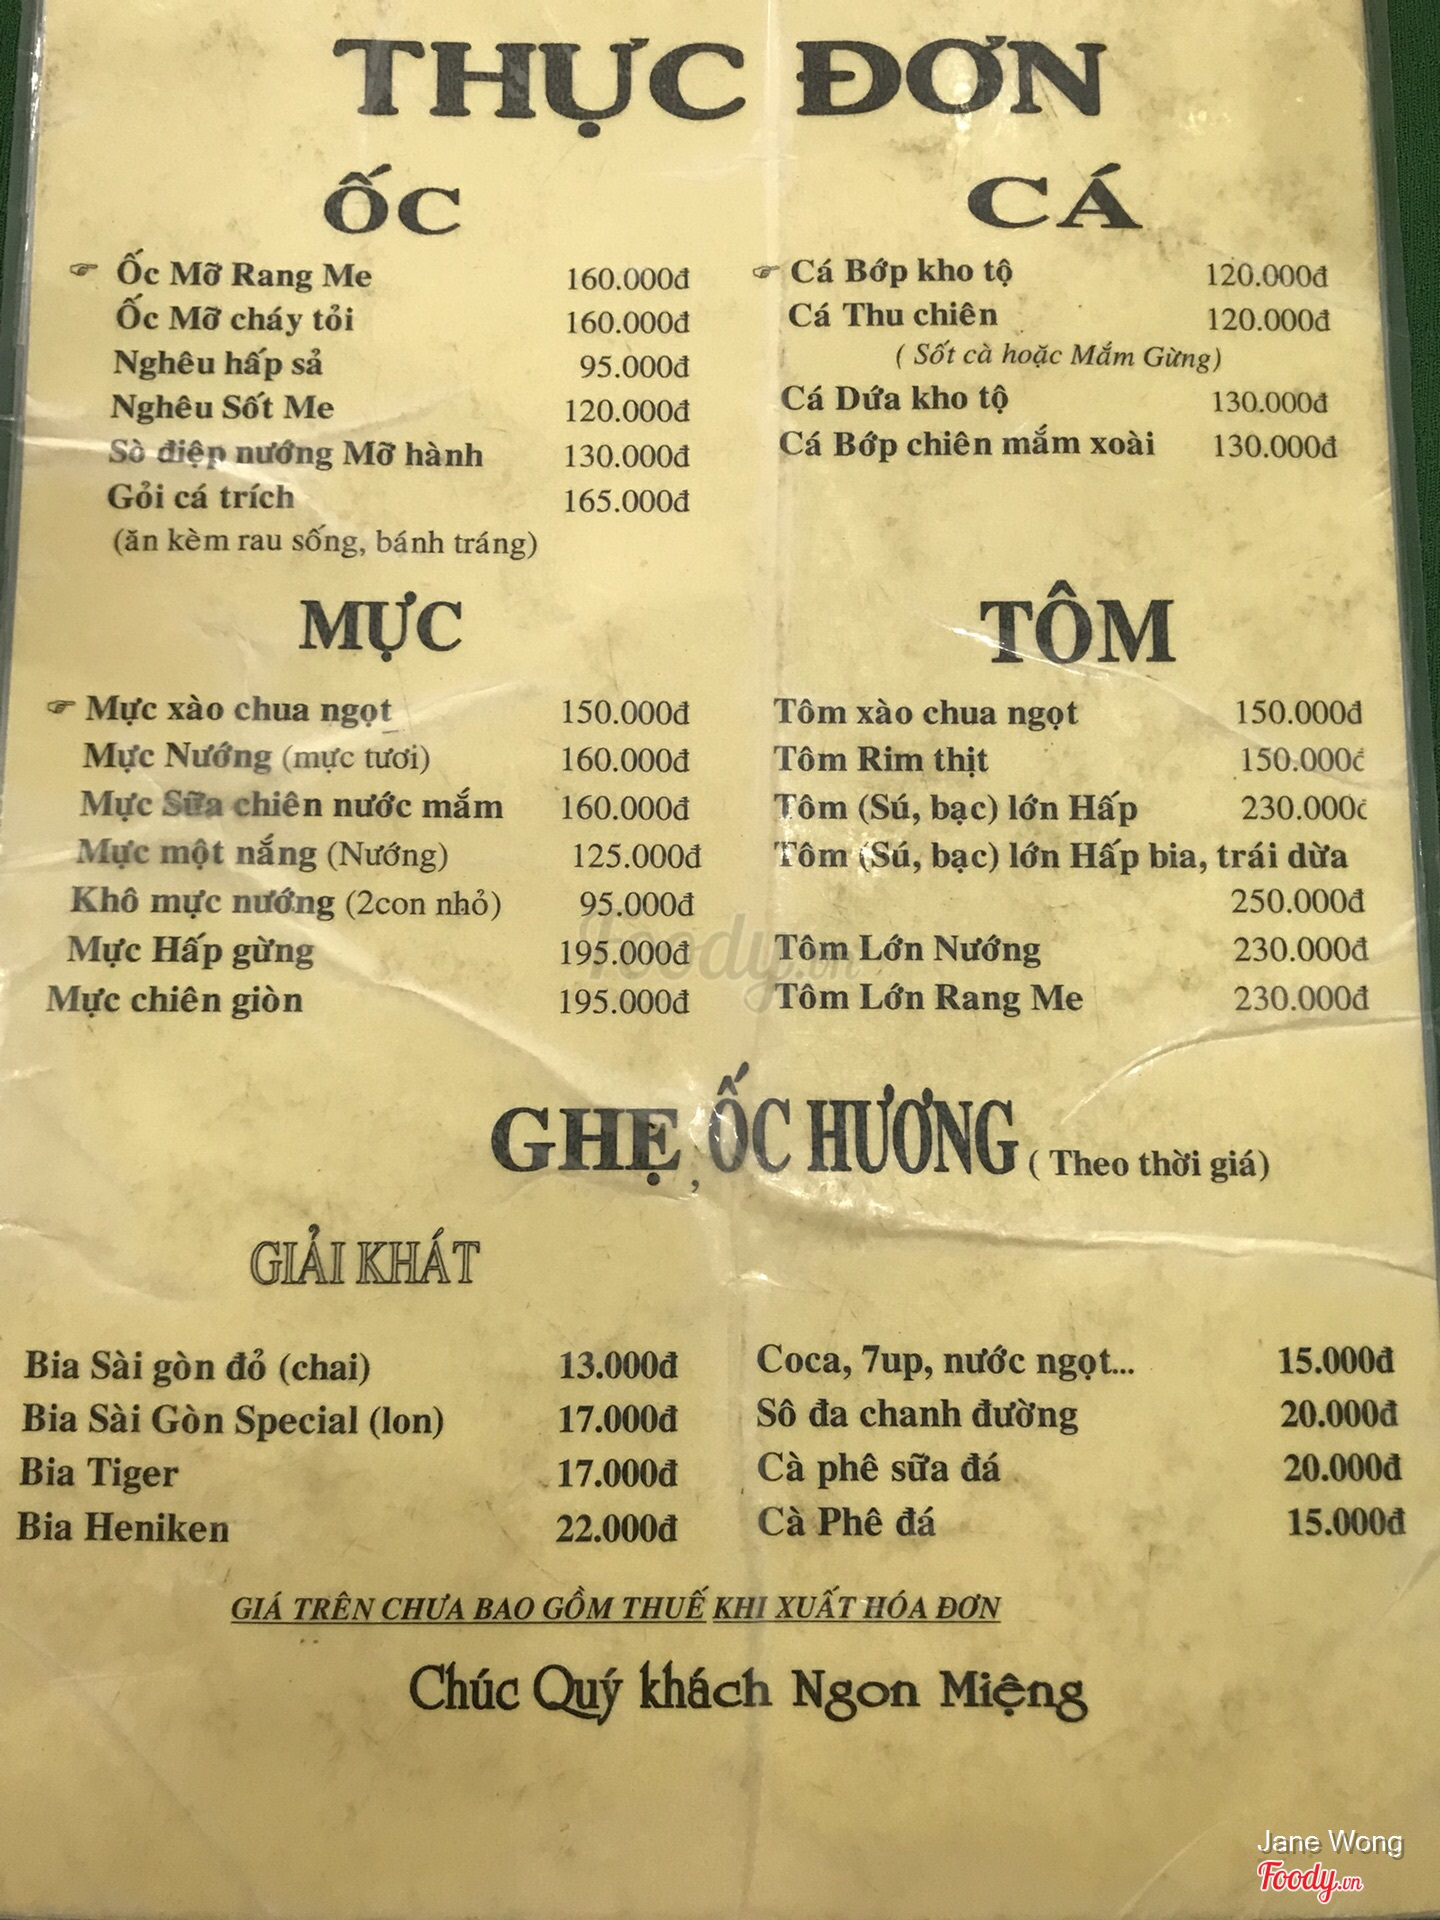 THỰC ĐƠN
ỐC
Ốc Mỡ Rang Me 160.000đ
Ốc Mỡ cháy tỏi 160.000đ
Nghêu hấp sả 95.000đ
Nghêu Sốt Me 120.000đ
Sò điệp nướng Mỡ hành 130.000đ
Gỏi cá trích 165.000đ
(ăn kèm rau sống, bánh tráng)
CÁ
Cá Bớp kho tộ 120.000đ
Cá Thu chiên 120.000đ
( Sốt cà hoặc Mắm Gừng)
Cá Dứa kho tộ 130.000đ
Cá Bớp chiên mắm xoài 130.000đ
MỰC
Mực xào chua ngọt 150.000đ
Mực Nướng (mực tươi) 160.000đ
Mực Sữa chiên nước mắm 160.000đ
Mực một nắng (Nướng) 125.000đ
Khô mực nướng (2con nhỏ) 95.000đ
Mực Hấp gừng 195.000đ
Mực chiên giòn 195.000đ
TÔM
Tôm xào chua ngọt 150.000đ
Tôm Rim thịt 150.000đ
Tôm (Sú, bạc) lớn Hấp 230.000đ
Tôm (Sú, bạc) lớn Hấp bia, trái dừa
250.000đ
Tôm Lớn Nướng 230.000đ
Tôm Lớn Rang Me 230.000đ
GHẸ, ỐC HƯƠNG ( Theo thời giá)
GIẢI KHÁT
Bia Sài gòn đỏ (chai) 13.000đ
Bia Sài Gòn Special (lon) 17.000đ
Bia Tiger 17.000đ
Bia Heniken 22.000đ
Coca, 7up, nước ngọt... 15.000đ
Sô đa chanh đường 20.000đ
Cà phê sữa đá 20.000đ
Cà Phê đá 15.000đ
GIÁ TRÊN CHƯA BAO GỒM THUẾ KHI XUẤT HÓA ĐƠN
Chúc Quý khách Ngon Miệng
Foody.vn
Jane Wong
Foody.vn